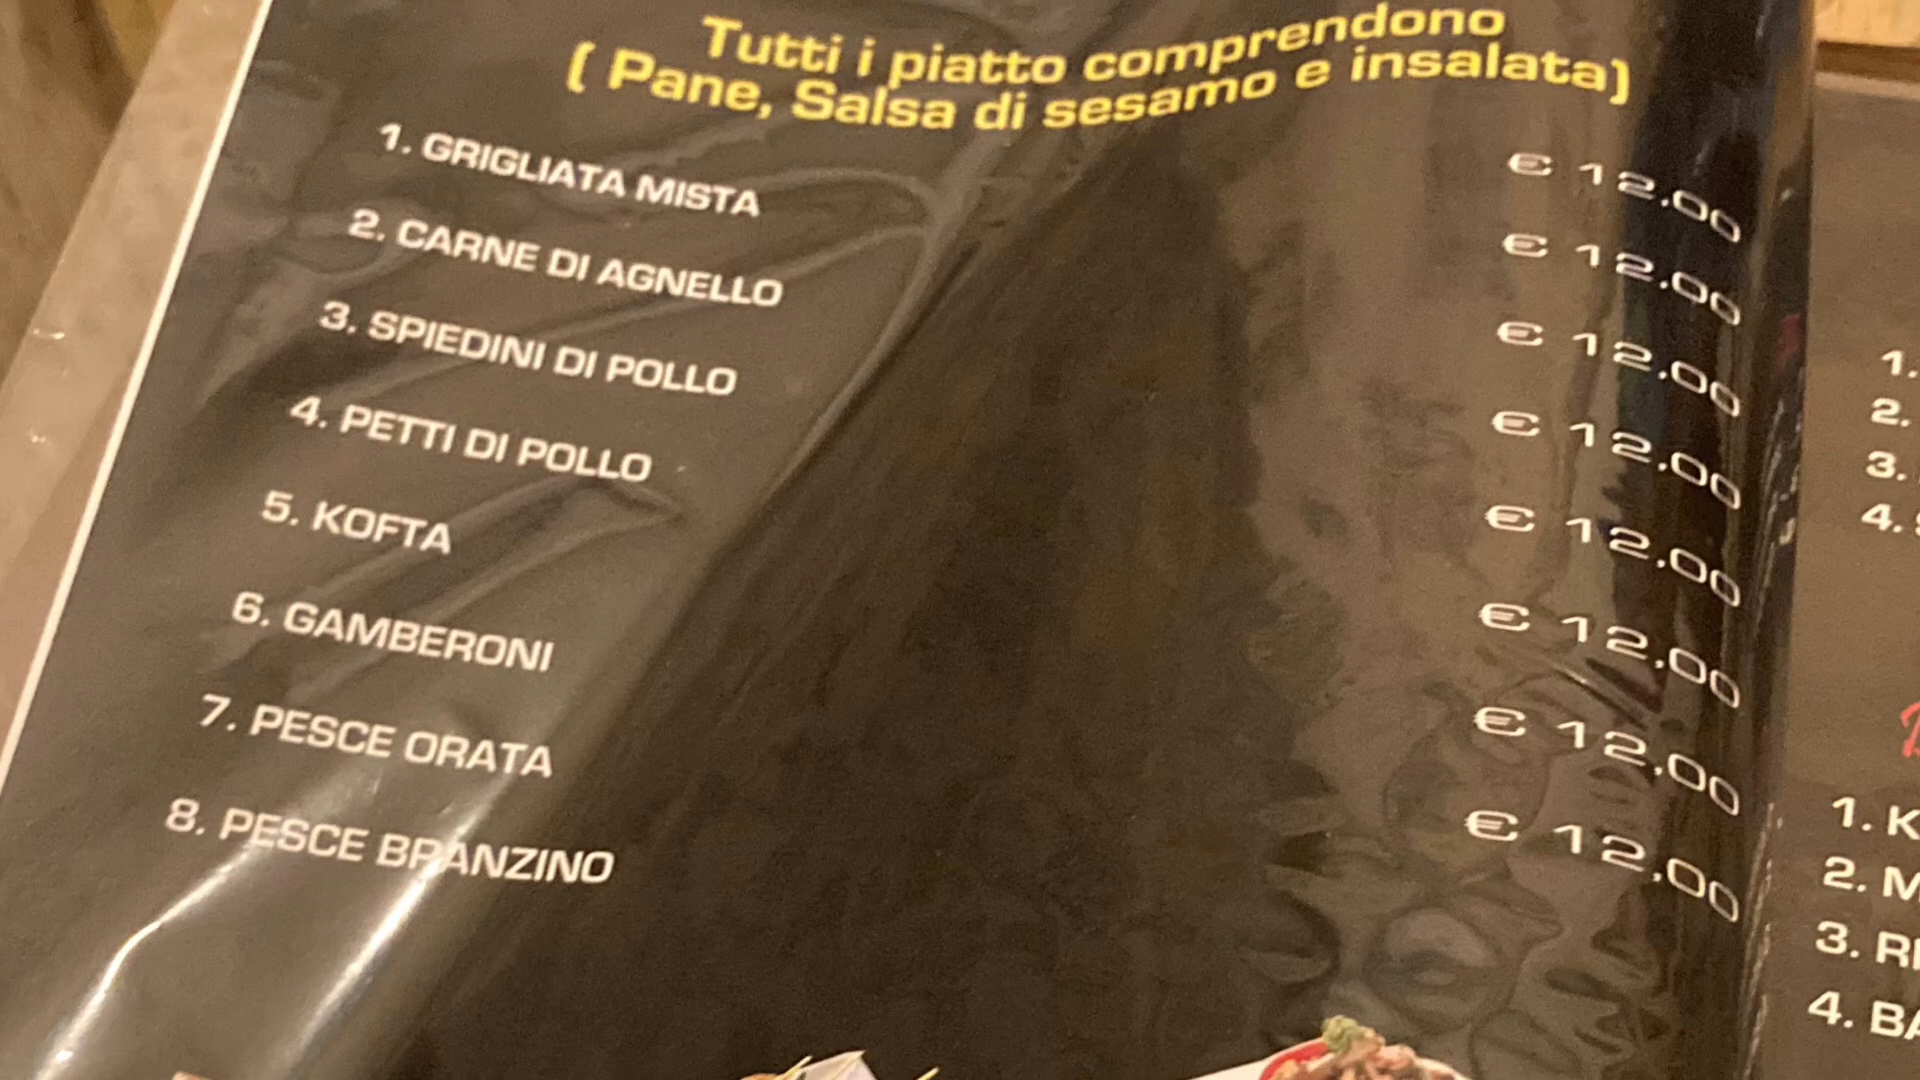 Tutti i piatto comprendono
( Pane, Salsa di sesamo e insalata)
1. GRIGLIATA MISTA € 12.00
2. CARNE DI AGNELLO € 12.00
3. SPIEDINI DI POLLO € 12.00
4. PETTI DI POLLO € 12.00
5. KOFTA € 12.00
6. GAMBERONI € 12.00
7. PESCE ORATA € 12.00
8. PESCE BRANZINO € 12.00
1.
2.
3.
4.
1. K
2. M
3. RI
4. BA